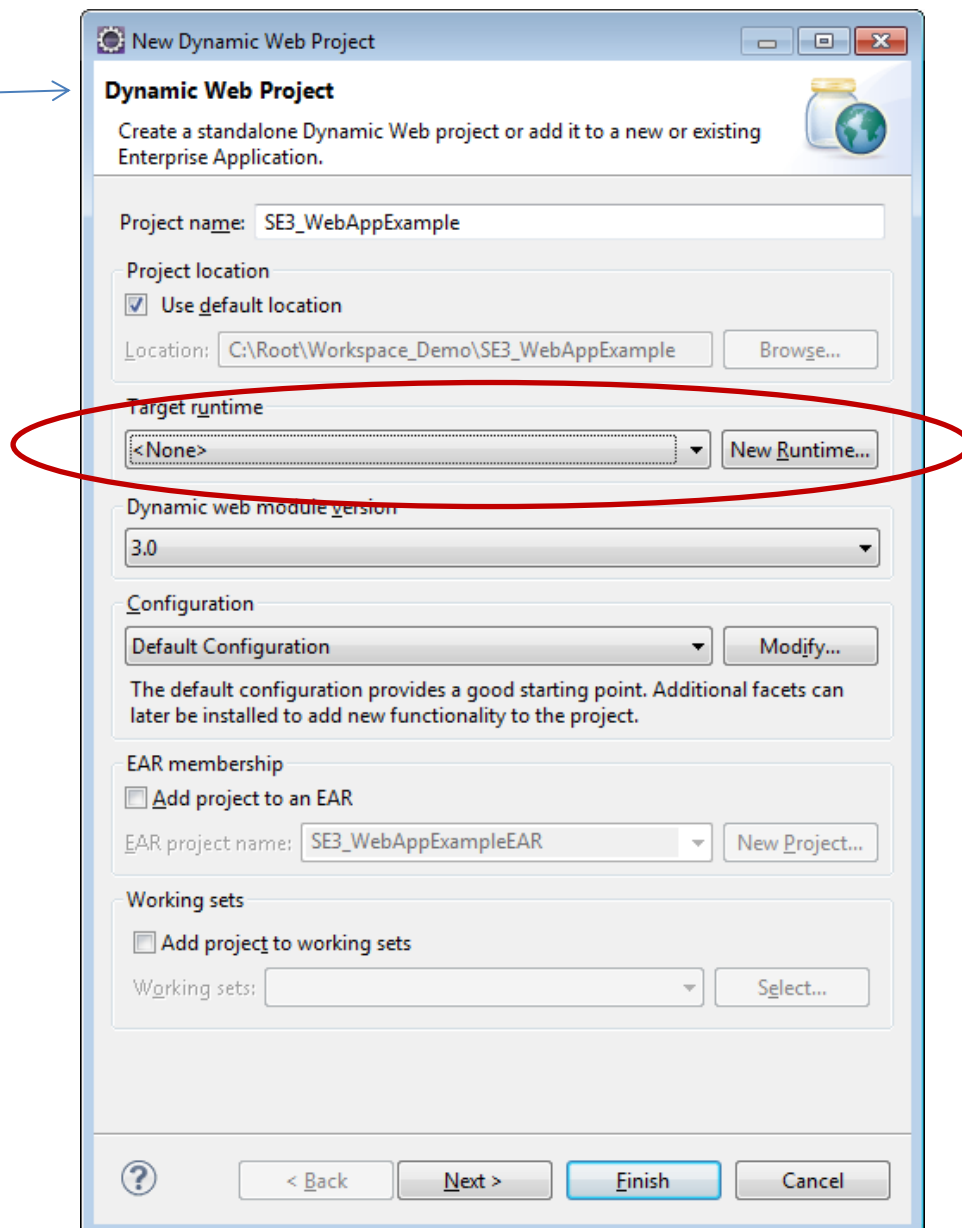 New Dynamic Web Project
Dynamic Web Project
Create a standalone Dynamic Web project or add it to a new or existing
Enterprise Application.
Project name: SE3_WebAppExample
Project location
Use default location
Location: C:\Root\Workspace_Demo\SE3_WebAppExample Browse...
Target runtime
<None> New Runtime...
Dynamic web module version
3.0
Configuration
Default Configuration Modify...
The default configuration provides a good starting point. Additional facets can
later be installed to add new functionality to the project.
EAR membership
Add project to an EAR
EAR project name: SE3_WebAppExampleEAR New Project...
Working sets
Add project to working sets
Working sets: Select...
? < Back Next > Finish Cancel